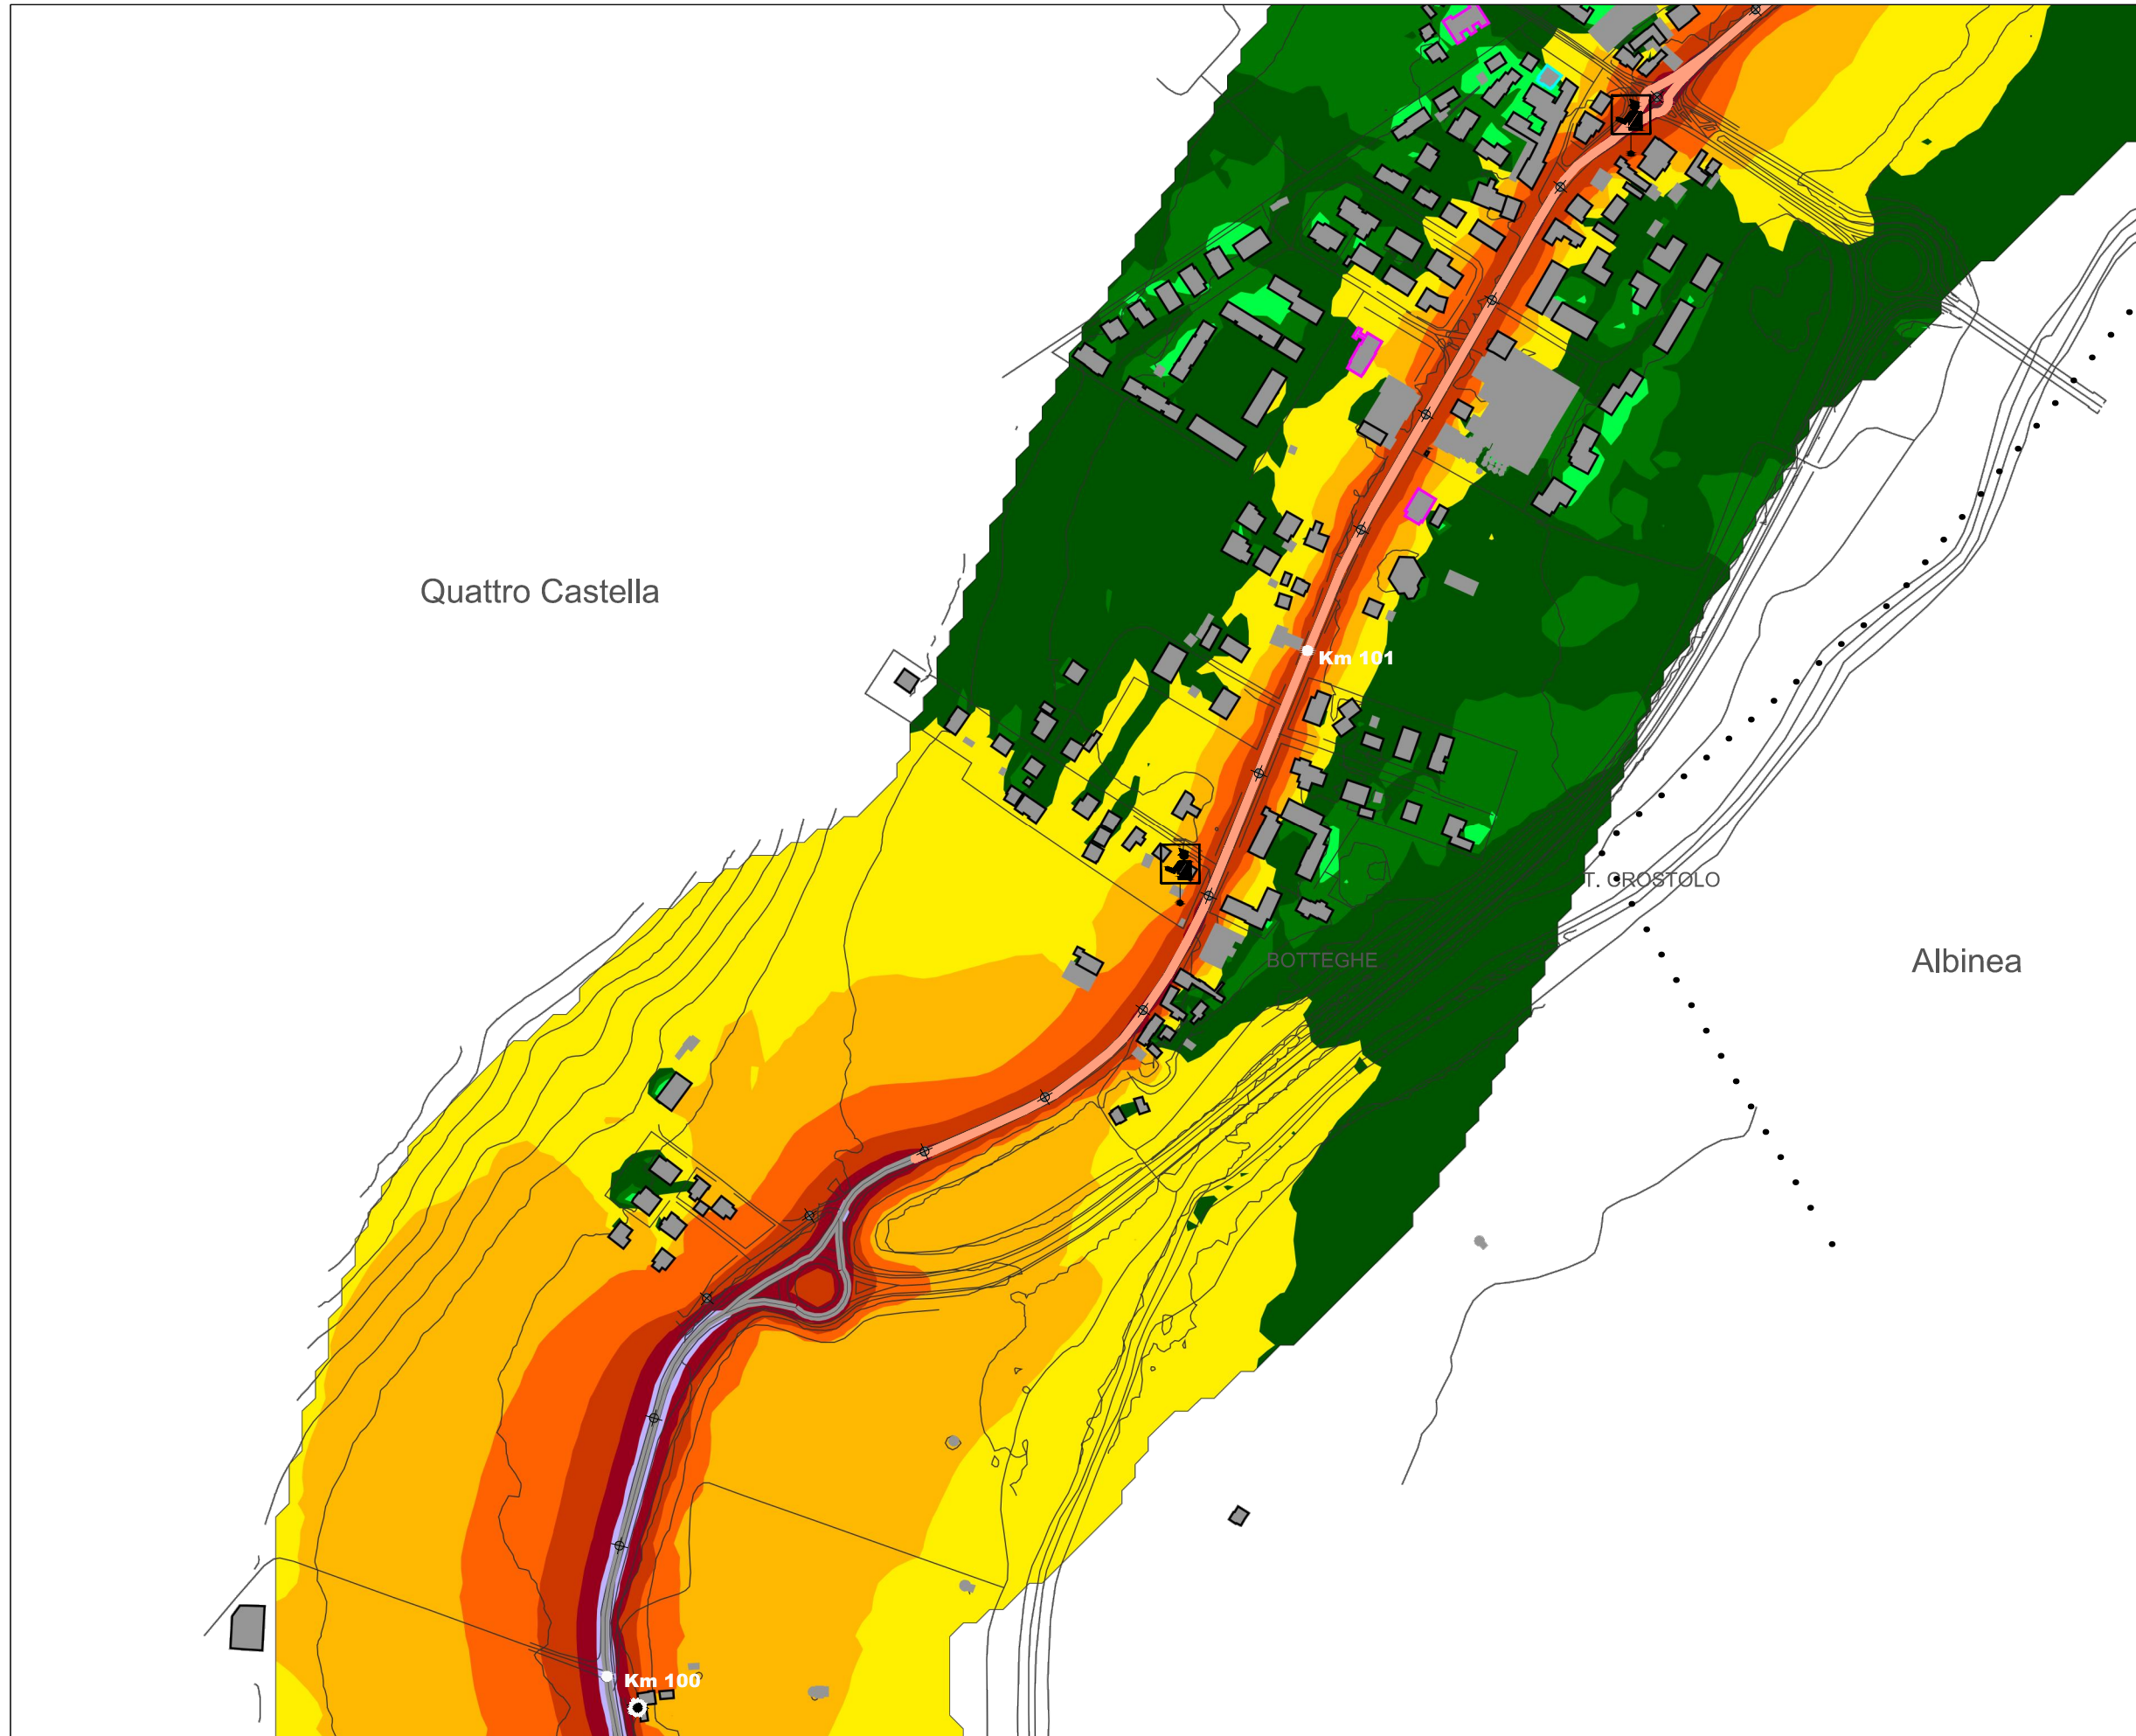 Quattro Castella
Km 101
T. CROSTOLO
BOTTEGHE
Albinea
Km 100